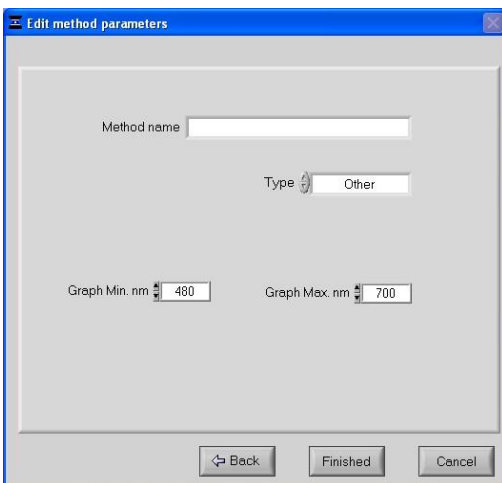 Edit method parameters
Method name
Type Other
Graph Min. nm 480 Graph Max. nm 700
Back Finished Cancel